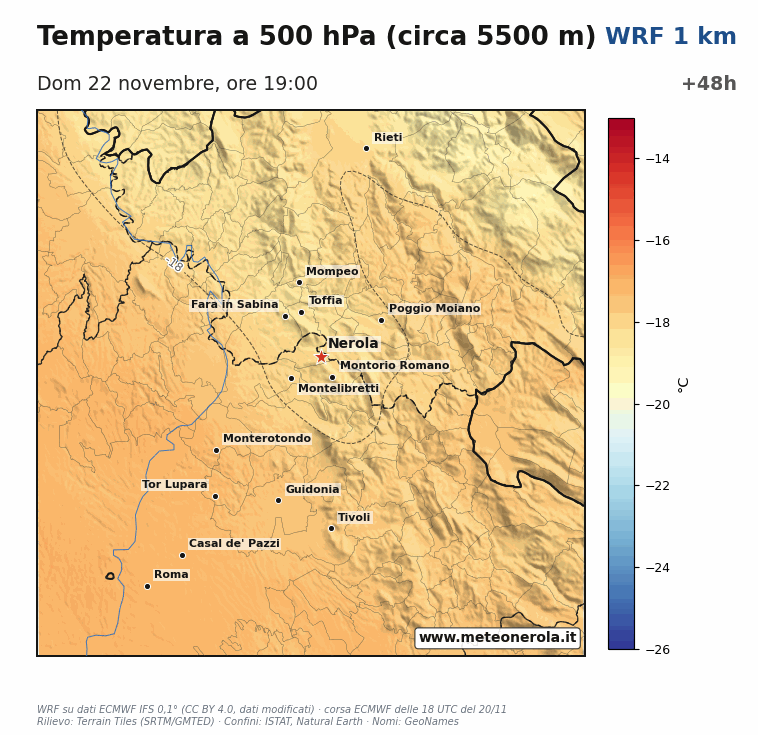 Temperatura a 500 hPa (circa 5500 m) WRF 1 km
Dom 22 novembre, ore 19:00 +48h
Rieti
-18
Mompeo
Toffia
Fara in Sabina
Poggio Moiano
Nerola
Montorio Romano
Montelibretti
Monterotondo
Tor Lupara
Guidonia
Tivoli
Casal de' Pazzi
Roma
www.meteonerola.it
−14
−16
−18
−20
−22
−24
−26
°C
WRF su dati ECMWF IFS 0,1° (CC BY 4.0, dati modificati) · corsa ECMWF delle 18 UTC del 20/11
Rilievo: Terrain Tiles (SRTM/GMTED) · Confini: ISTAT, Natural Earth · Nomi: GeoNames